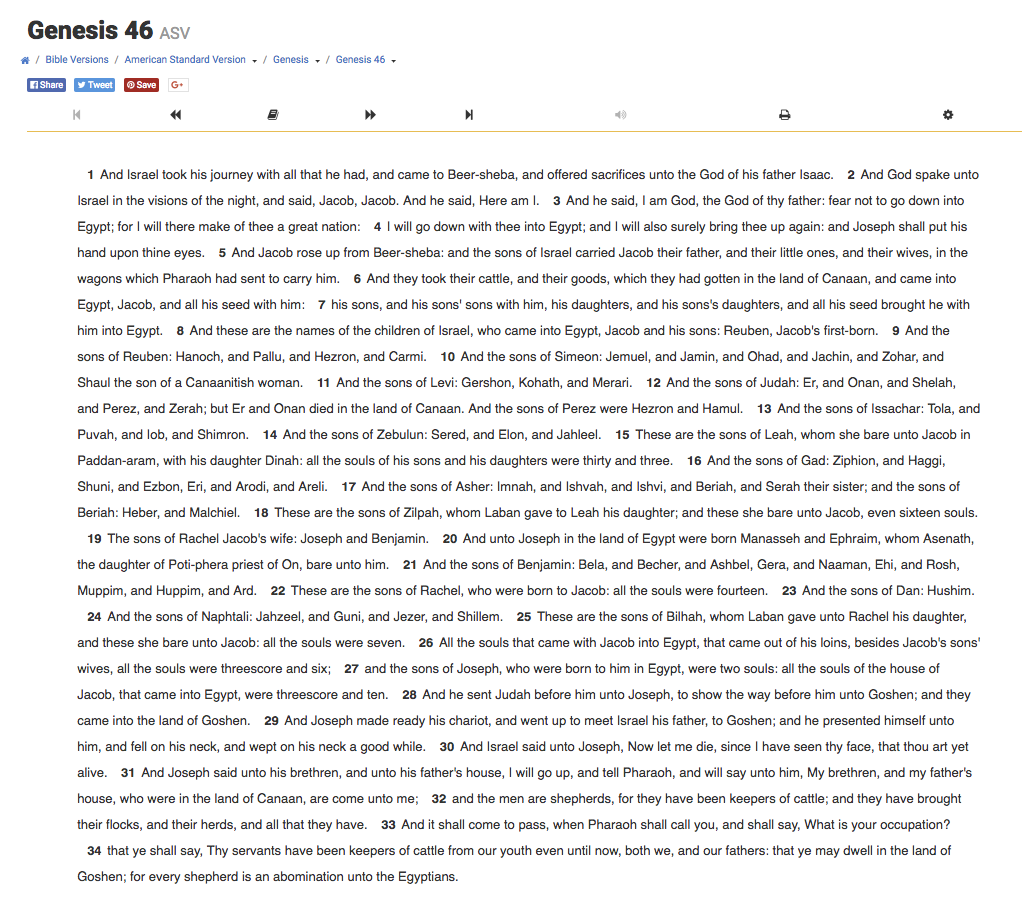 Genesis 46 ASV
/ Bible Versions / American Standard Version / Genesis / Genesis 46
Share Tweet Save G+
1 And Israel took his journey with all that he had, and came to Beer-sheba, and offered sacrifices unto the God of his father Isaac. 2 And God spake unto
Israel in the visions of the night, and said, Jacob, Jacob. And he said, Here am I. 3 And he said, I am God, the God of thy father: fear not to go down into
Egypt; for I will there make of thee a great nation: 4 I will go down with thee into Egypt; and I will also surely bring thee up again: and Joseph shall put his
hand upon thine eyes. 5 And Jacob rose up from Beer-sheba: and the sons of Israel carried Jacob their father, and their little ones, and their wives, in the
wagons which Pharaoh had sent to carry him. 6 And they took their cattle, and their goods, which they had gotten in the land of Canaan, and came into
Egypt, Jacob, and all his seed with him: 7 his sons, and his sons' sons with him, his daughters, and his sons's daughters, and all his seed brought he with
him into Egypt. 8 And these are the names of the children of Israel, who came into Egypt, Jacob and his sons: Reuben, Jacob's first-born. 9 And the
sons of Reuben: Hanoch, and Pallu, and Hezron, and Carmi. 10 And the sons of Simeon: Jemuel, and Jamin, and Ohad, and Jachin, and Zohar, and
Shaul the son of a Canaanitish woman. 11 And the sons of Levi: Gershon, Kohath, and Merari. 12 And the sons of Judah: Er, and Onan, and Shelah,
and Perez, and Zerah; but Er and Onan died in the land of Canaan. And the sons of Perez were Hezron and Hamul. 13 And the sons of Issachar: Tola, and
Puvah, and Iob, and Shimron. 14 And the sons of Zebulun: Sered, and Elon, and Jahleel. 15 These are the sons of Leah, whom she bare unto Jacob in
Paddan-aram, with his daughter Dinah: all the souls of his sons and his daughters were thirty and three. 16 And the sons of Gad: Ziphion, and Haggi,
Shuni, and Ezbon, Eri, and Arodi, and Areli. 17 And the sons of Asher: Imnah, and Ishvah, and Ishvi, and Beriah, and Serah their sister; and the sons of
Beriah: Heber, and Malchiel. 18 These are the sons of Zilpah, whom Laban gave to Leah his daughter; and these she bare unto Jacob, even sixteen souls.
19 The sons of Rachel Jacob's wife: Joseph and Benjamin. 20 And unto Joseph in the land of Egypt were born Manasseh and Ephraim, whom Asenath,
the daughter of Poti-phera priest of On, bare unto him. 21 And the sons of Benjamin: Bela, and Becher, and Ashbel, Gera, and Naaman, Ehi, and Rosh,
Muppim, and Huppim, and Ard. 22 These are the sons of Rachel, who were born to Jacob: all the souls were fourteen. 23 And the sons of Dan: Hushim.
24 And the sons of Naphtali: Jahzeel, and Guni, and Jezer, and Shillem. 25 These are the sons of Bilhah, whom Laban gave unto Rachel his daughter,
and these she bare unto Jacob: all the souls were seven. 26 All the souls that came with Jacob into Egypt, that came out of his loins, besides Jacob's sons'
wives, all the souls were threescore and six; 27 and the sons of Joseph, who were born to him in Egypt, were two souls: all the souls of the house of
Jacob, that came into Egypt, were threescore and ten. 28 And he sent Judah before him unto Joseph, to show the way before him unto Goshen; and they
came into the land of Goshen. 29 And Joseph made ready his chariot, and went up to meet Israel his father, to Goshen; and he presented himself unto
him, and fell on his neck, and wept on his neck a good while. 30 And Israel said unto Joseph, Now let me die, since I have seen thy face, that thou art yet
alive. 31 And Joseph said unto his brethren, and unto his father's house, I will go up, and tell Pharaoh, and will say unto him, My brethren, and my father's
house, who were in the land of Canaan, are come unto me; 32 and the men are shepherds, for they have been keepers of cattle; and they have brought
their flocks, and their herds, and all that they have. 33 And it shall come to pass, when Pharaoh shall call you, and shall say, What is your occupation?
34 that ye shall say, Thy servants have been keepers of cattle from our youth even until now, both we, and our fathers: that ye may dwell in the land of
Goshen; for every shepherd is an abomination unto the Egyptians.